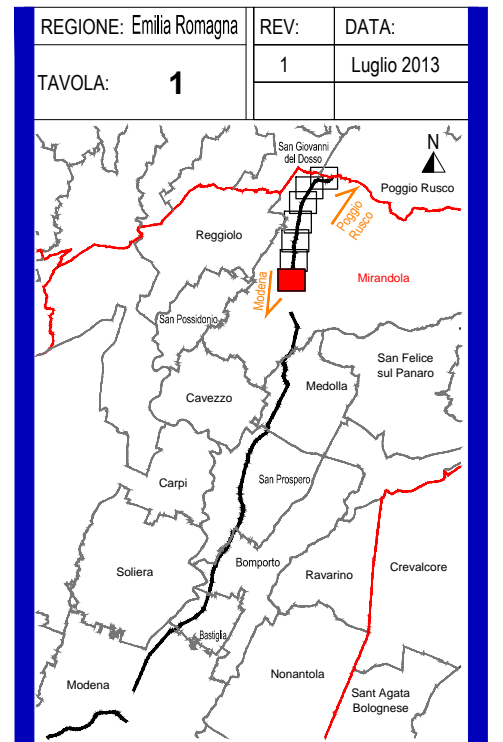 REGIONE: Emilia Romagna
REV:
DATA:
TAVOLA: 1
1
Luglio 2013
San Giovanni
del Dosso
N
Poggio Rusco
Poggio
Rusco
Reggiolo
Mirandola
Modena
San Possidonio
San Felice
sul Panaro
Medolla
Cavezzo
San Prospero
Carpi
Crevalcore
Bomporto
Soliera
Ravarino
Bastiglia
Nonantola
Modena
Sant Agata
Bolognese